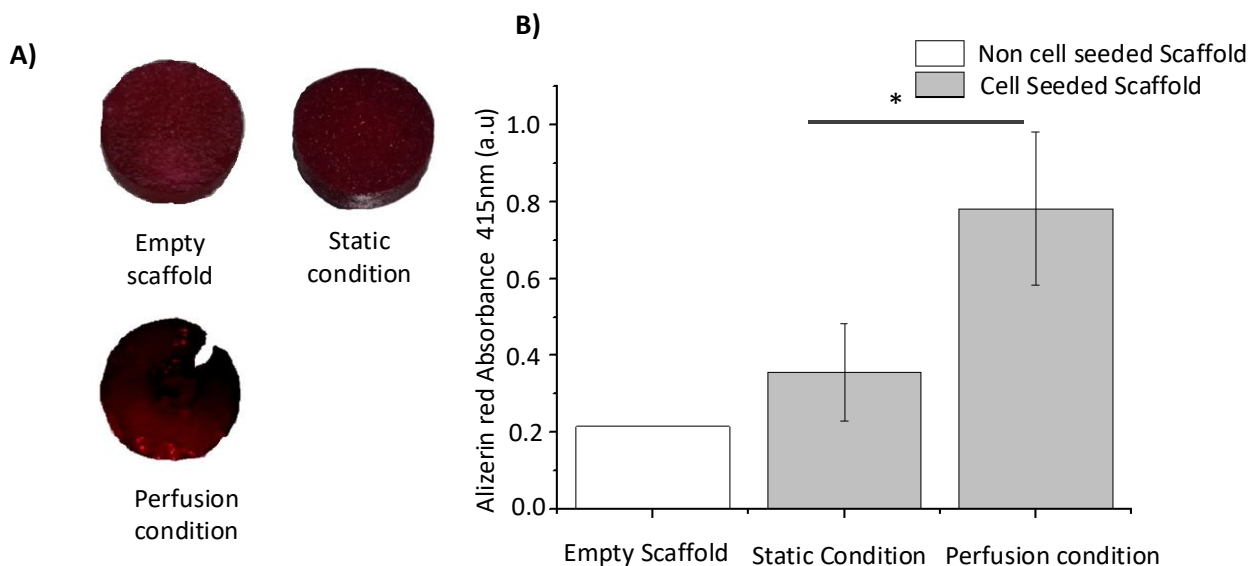 A)
Empty
scaffold
Static
condition
Perfusion
condition
B)
Non cell seeded Scaffold
Cell Seeded Scaffold
*
Alizerin red Absorbance 415nm (a.u)
1.0
0.8
0.6
0.4
0.2
0.0
Empty Scaffold
Static Condition
Perfusion condition